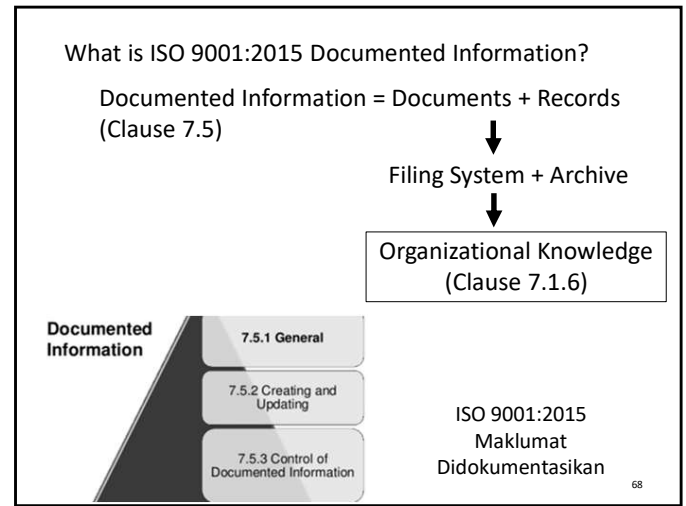 What is ISO 9001:2015 Documented Information?
Documented Information = Documents + Records
(Clause 7.5)
Filing System + Archive
Organizational Knowledge
(Clause 7.1.6)
Documented
Information
7.5.1 General
7.5.2 Creating and
Updating
7.5.3 Control of
Documented Information
ISO 9001:2015
Maklumat
Didokumentasikan
68